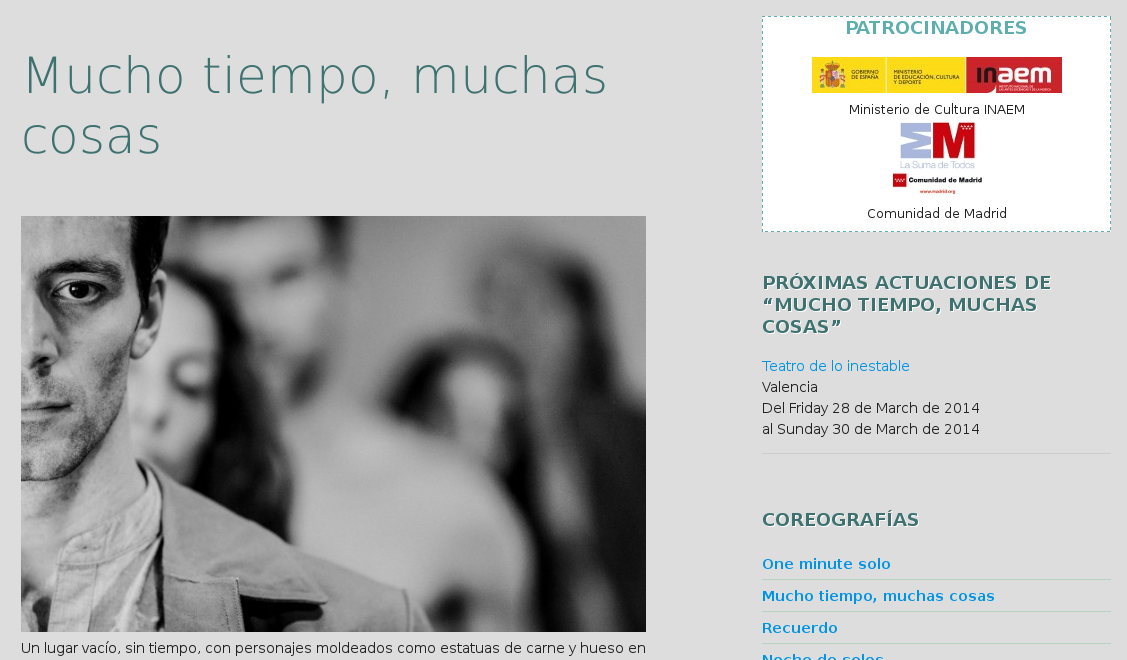 Mucho tiempo, muchas
cosas
Un lugar vacío, sin tiempo, con personajes moldeados como estatuas de carne y hueso en
PATROCINADORES
GOBIERNO
DE ESPAÑA
MINISTERIO
DE EDUCACIÓN, CULTURA
Y DEPORTE
inaem
Ministerio de Cultura INAEM
EM
La Suma de Todos
Comunidad de Madrid
www.madrid.org
Comunidad de Madrid
PRÓXIMAS ACTUACIONES DE
“MUCHO TIEMPO, MUCHAS
COSAS”
Teatro de lo inestable
Valencia
Del Friday 28 de March de 2014
al Sunday 30 de March de 2014
COREOGRAFÍAS
One minute solo
Mucho tiempo, muchas cosas
Recuerdo
Noche de solos